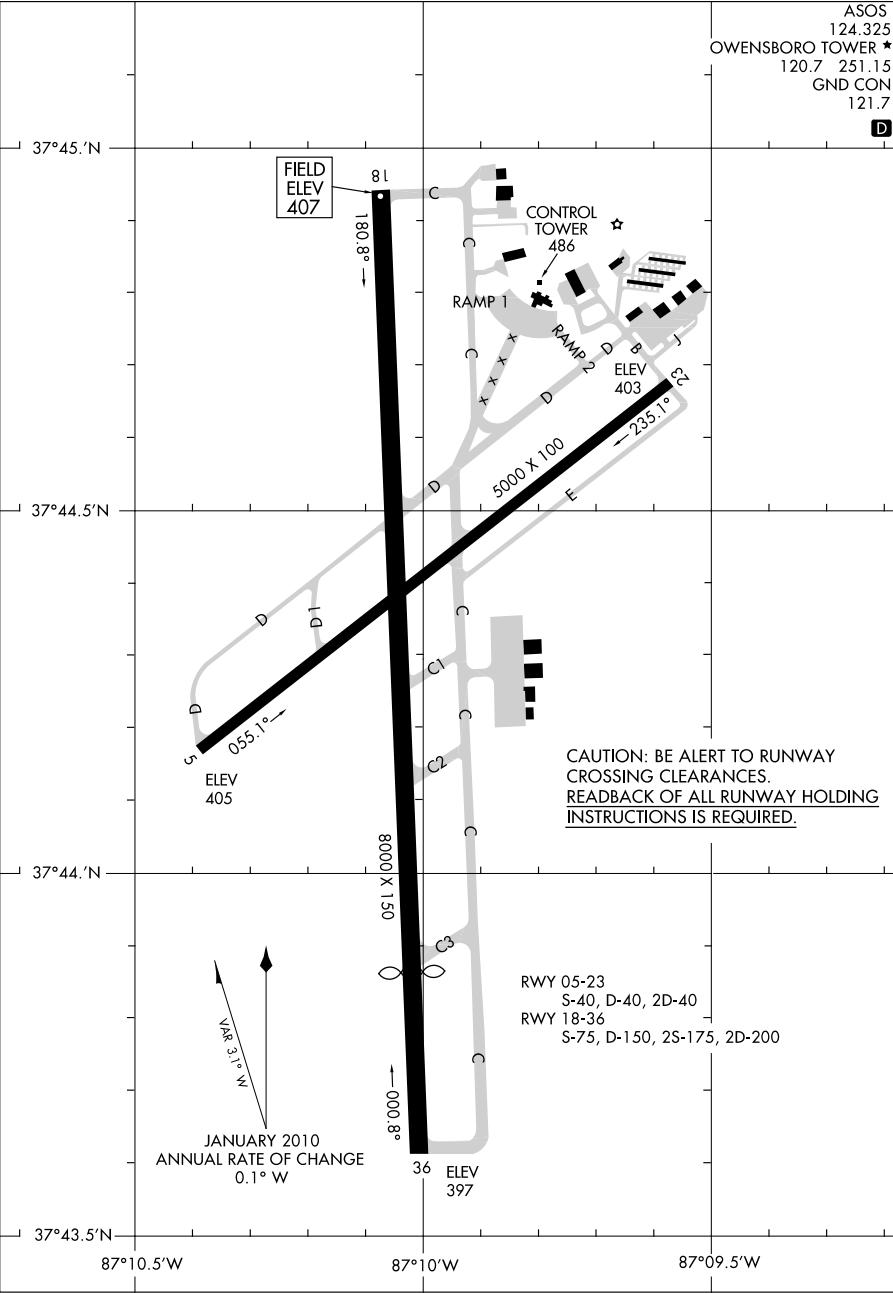 ASOS
124.325
OWENSBORO TOWER ★
120.7 251.15
GND CON
121.7
D
37°45.'N
FIELD
ELEV
407
18
C
180.8°
CONTROL
TOWER
486
C
RAMP 1
RAMP 2
C
D
B
J
ELEV
403
23
235.1°
X
X
X
X
D
5000 X 100
D
E
37°44.5'N
D
D1
C
C1
D
C
055.1°
5
ELEV
405
C2
CAUTION: BE ALERT TO RUNWAY
CROSSING CLEARANCES.
READBACK OF ALL RUNWAY HOLDING
INSTRUCTIONS IS REQUIRED.
C
37°44.'N
8000 X 150
C3
RWY 05-23
S-40, D-40, 2D-40
RWY 18-36
S-75, D-150, 2S-175, 2D-200
VAR 3.1° W
C
000.8°
JANUARY 2010
ANNUAL RATE OF CHANGE
0.1° W
36
ELEV
397
37°43.5'N
87°10.5'W
87°10'W
87°09.5'W